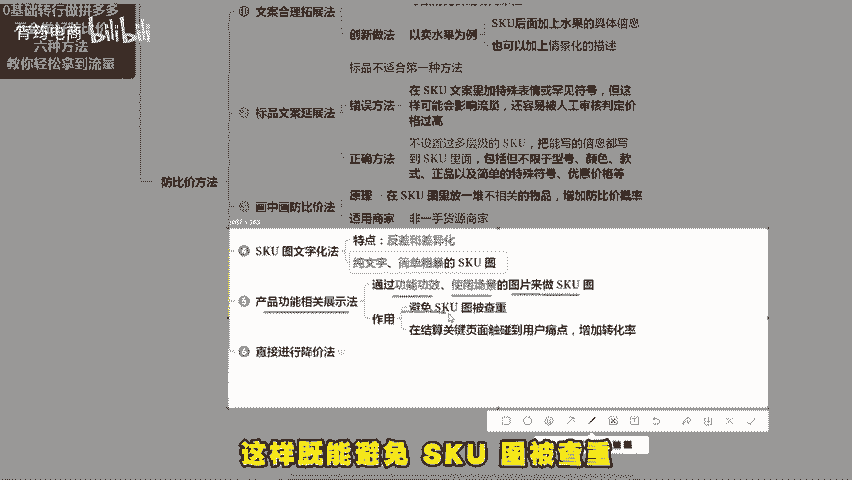 0基础转行做拼多多
宵筠电商 bilibili
六种方法
教你轻松拿到流量
防比价方法
① 文案合理拓展法
创新做法
以卖水果为例
SKU后面加上水果的具体信息
也可以加上情景化的描述
② 标品文案延展法
标品不适合第一种方法
错误方法
在 SKU 文案里加特殊表情或罕见符号，但这
样可能会影响流览，还容易被人工审核判定价
格过高
正确方法
不设置过多层级的 SKU，把能写的信息都写
到 SKU 里面，包括但不限于型号、颜色、款
式、正品以及简单的特殊符号、优惠价格等
③ 画中画防比价法
原理
在 SKU 图里放一堆不相关的物品，增加防比价概率
适用商家
非一手货源商家
④ SKU 图文字化法
特点：反差和差异化
纯文字、简单粗暴的 SKU 图
⑤ 产品功能相关展示法
通过功能功效、使用场景的图片来做 SKU 图
作用
避免 SKU 图被查重
在结算关键页面触碰到用户痛点，增加转化率
⑥ 直接进行降价法
这样既能避免 SKU 图被查重